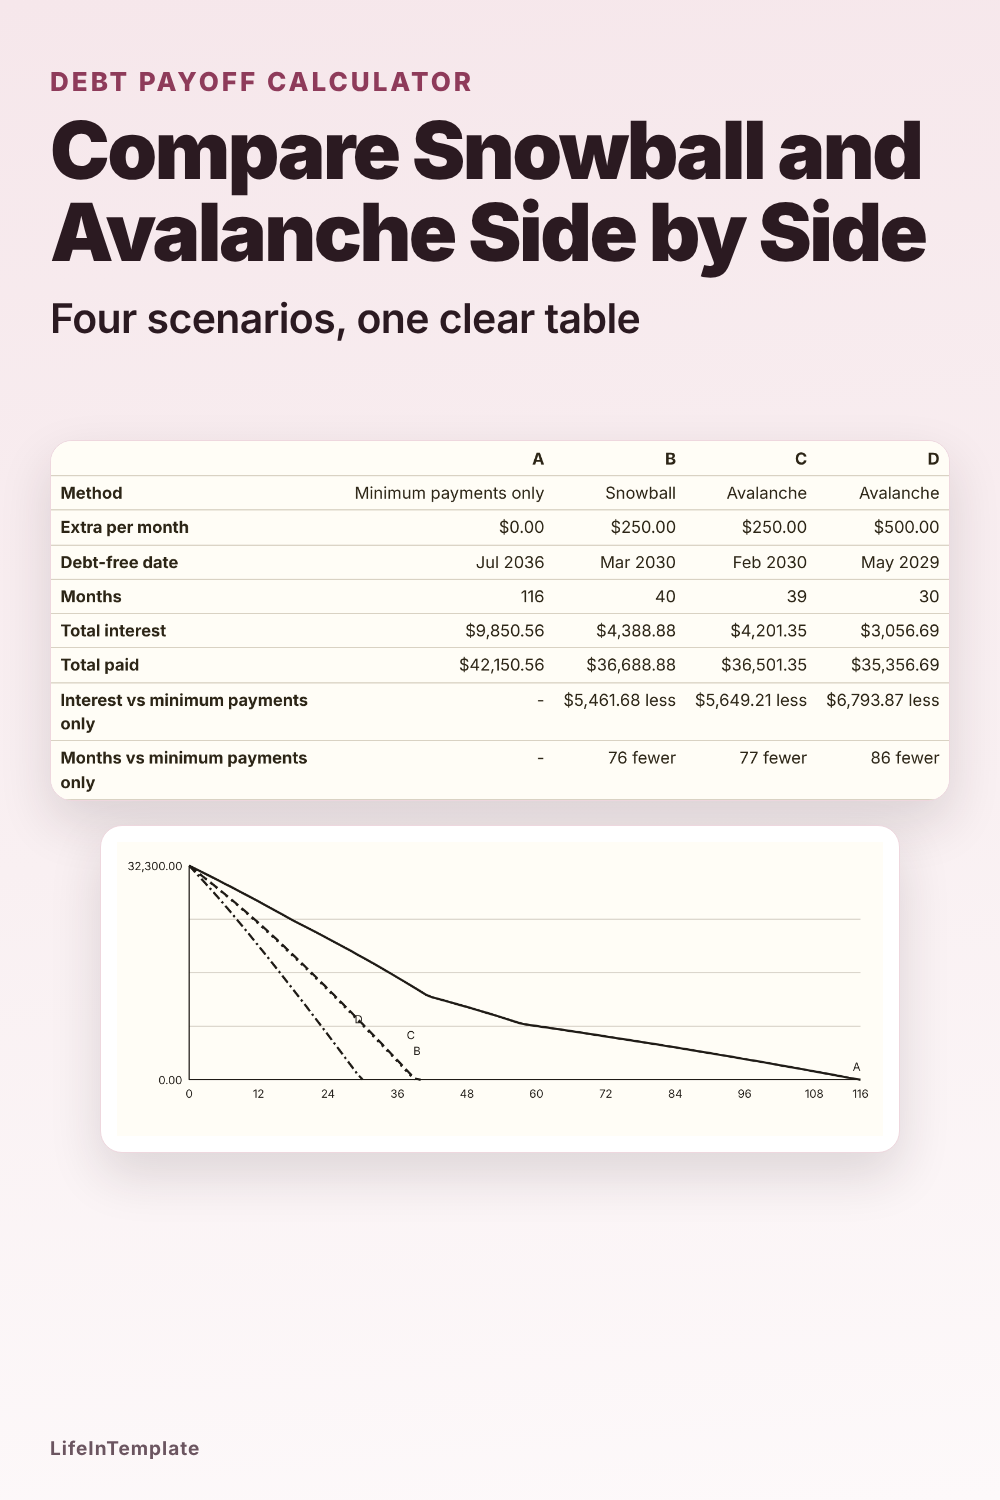 DEBT PAYOFF CALCULATOR
Compare Snowball and
Avalanche Side by Side
Four scenarios, one clear table
A B C D
Method Minimum payments only Snowball Avalanche Avalanche
Extra per month $0.00 $250.00 $250.00 $500.00
Debt-free date Jul 2036 Mar 2030 Feb 2030 May 2029
Months 116 40 39 30
Total interest $9,850.56 $4,388.88 $4,201.35 $3,056.69
Total paid $42,150.56 $36,688.88 $36,501.35 $35,356.69
Interest vs minimum payments - $5,461.68 less $5,649.21 less $6,793.87 less
only
Months vs minimum payments - 76 fewer 77 fewer 86 fewer
only
32,300.00
D
C
B
A
0.00
0 12 24 36 48 60 72 84 96 108 116
LifeInTemplate